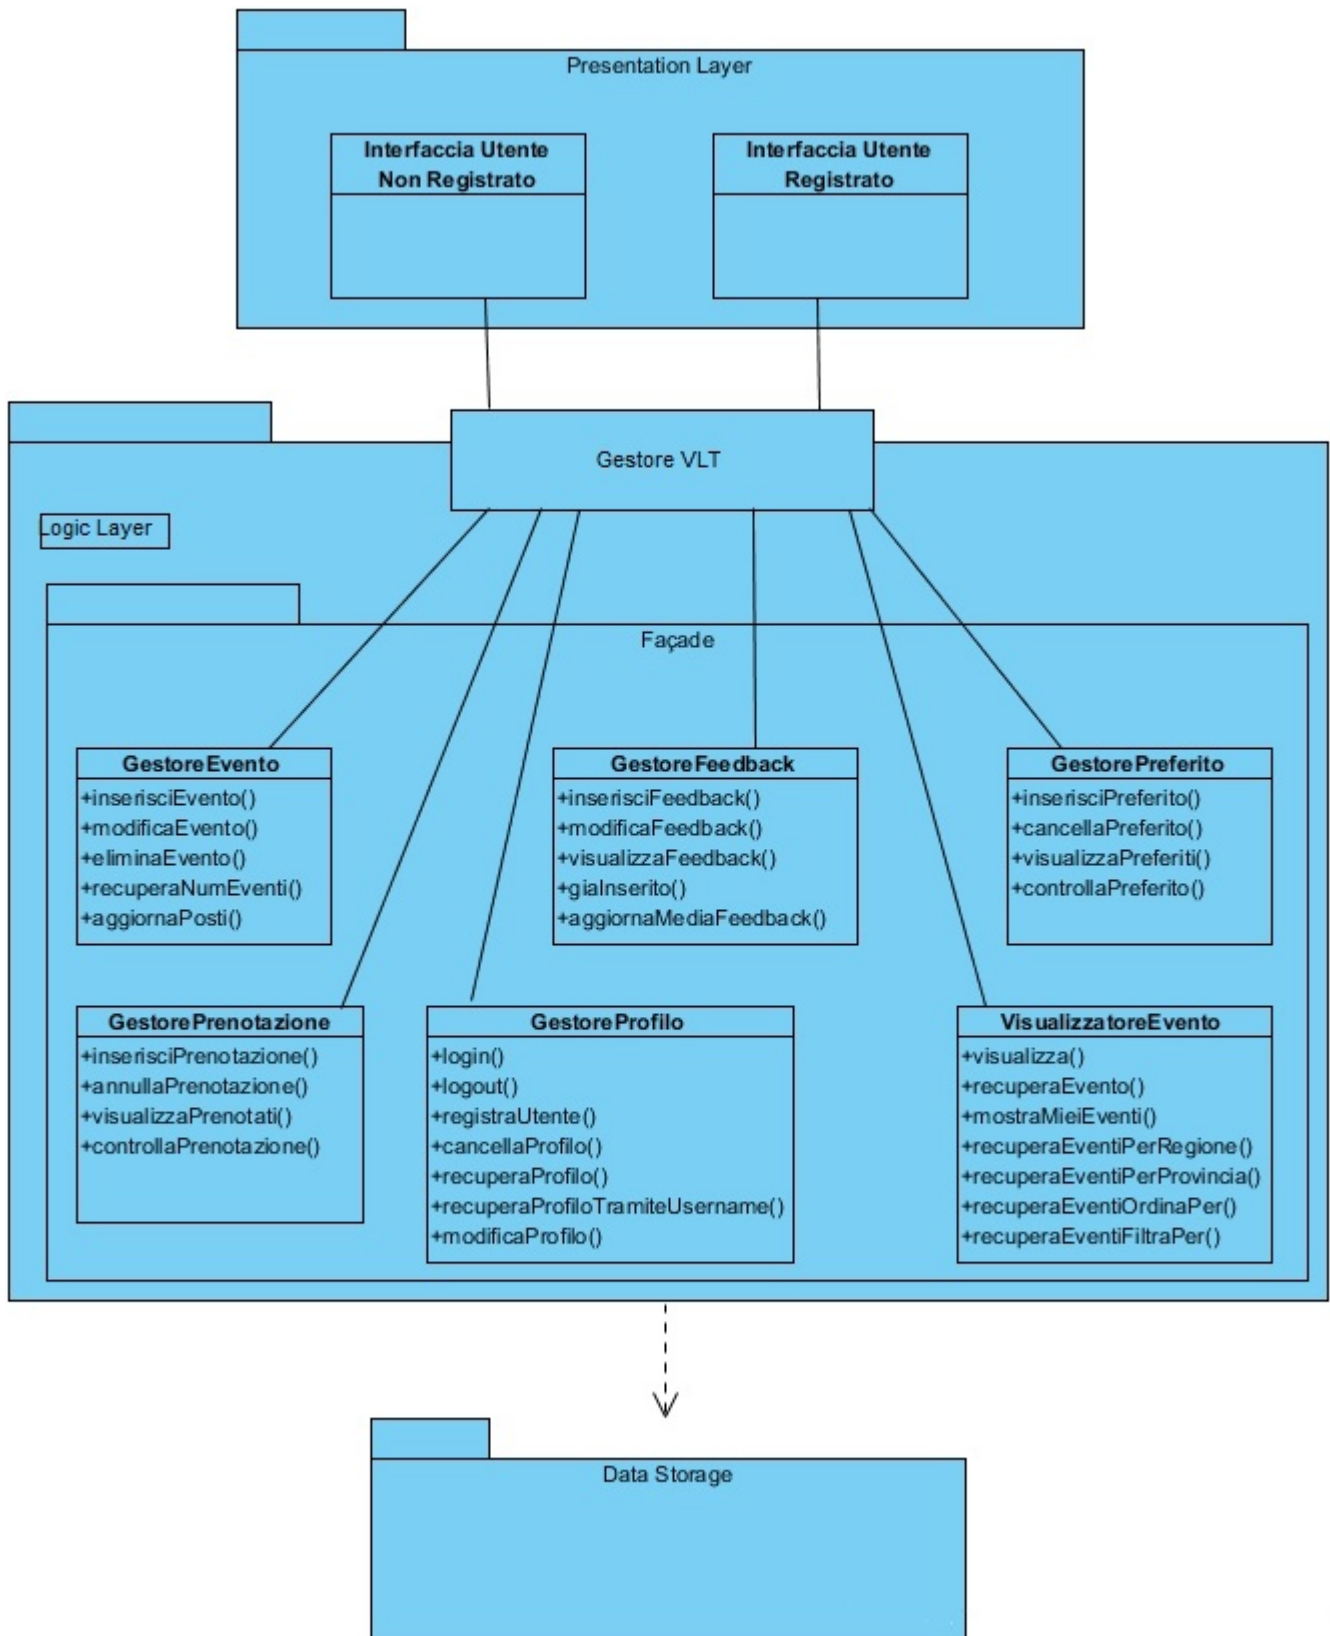 Presentation Layer
Interfaccia Utente
Non Registrato
Interfaccia Utente
Registrato
Gestore VLT
Logic Layer
Façade
GestoreEvento
+inserisciEvento()
+modificaEvento()
+eliminaEvento()
+recuperaNumEventi()
+aggiornaPosti()
GestoreFeedback
+inserisciFeedback()
+modificaFeedback()
+visualizzaFeedback()
+giaInserito()
+aggiornaMediaFeedback()
GestorePreferito
+inserisciPreferito()
+cancellaPreferito()
+visualizzaPreferiti()
+controllaPreferito()
GestorePrenotazione
+inserisciPrenotazione()
+annullaPrenotazione()
+visualizzaPrenotati()
+controllaPrenotazione()
GestoreProfilo
+login()
+logout()
+registraUtente()
+cancellaProfilo()
+recuperaProfilo()
+recuperaProfiloTramiteUsername()
+modificaProfilo()
VisualizzatoreEvento
+visualizza()
+recuperaEvento()
+mostraMieiEventi()
+recuperaEventiPerRegione()
+recuperaEventiPerProvincia()
+recuperaEventiOrdinaPer()
+recuperaEventiFiltraPer()
Data Storage